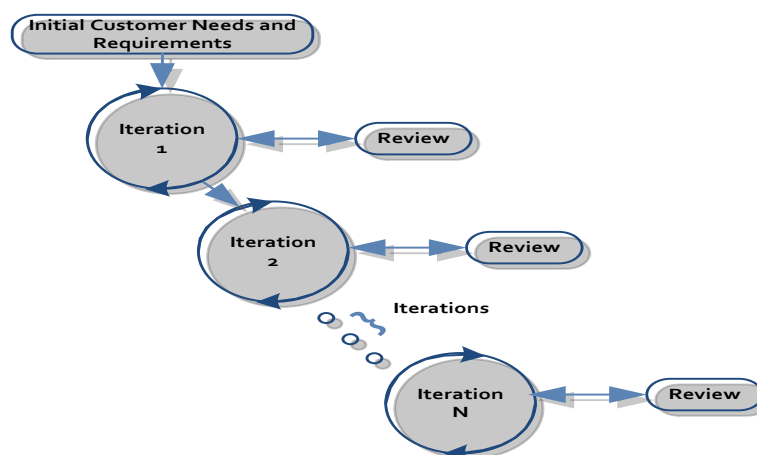 Initial Customer Needs and
Requirements
Iteration
1
Review
Iteration
2
Review
Iterations
Iteration
N
Review